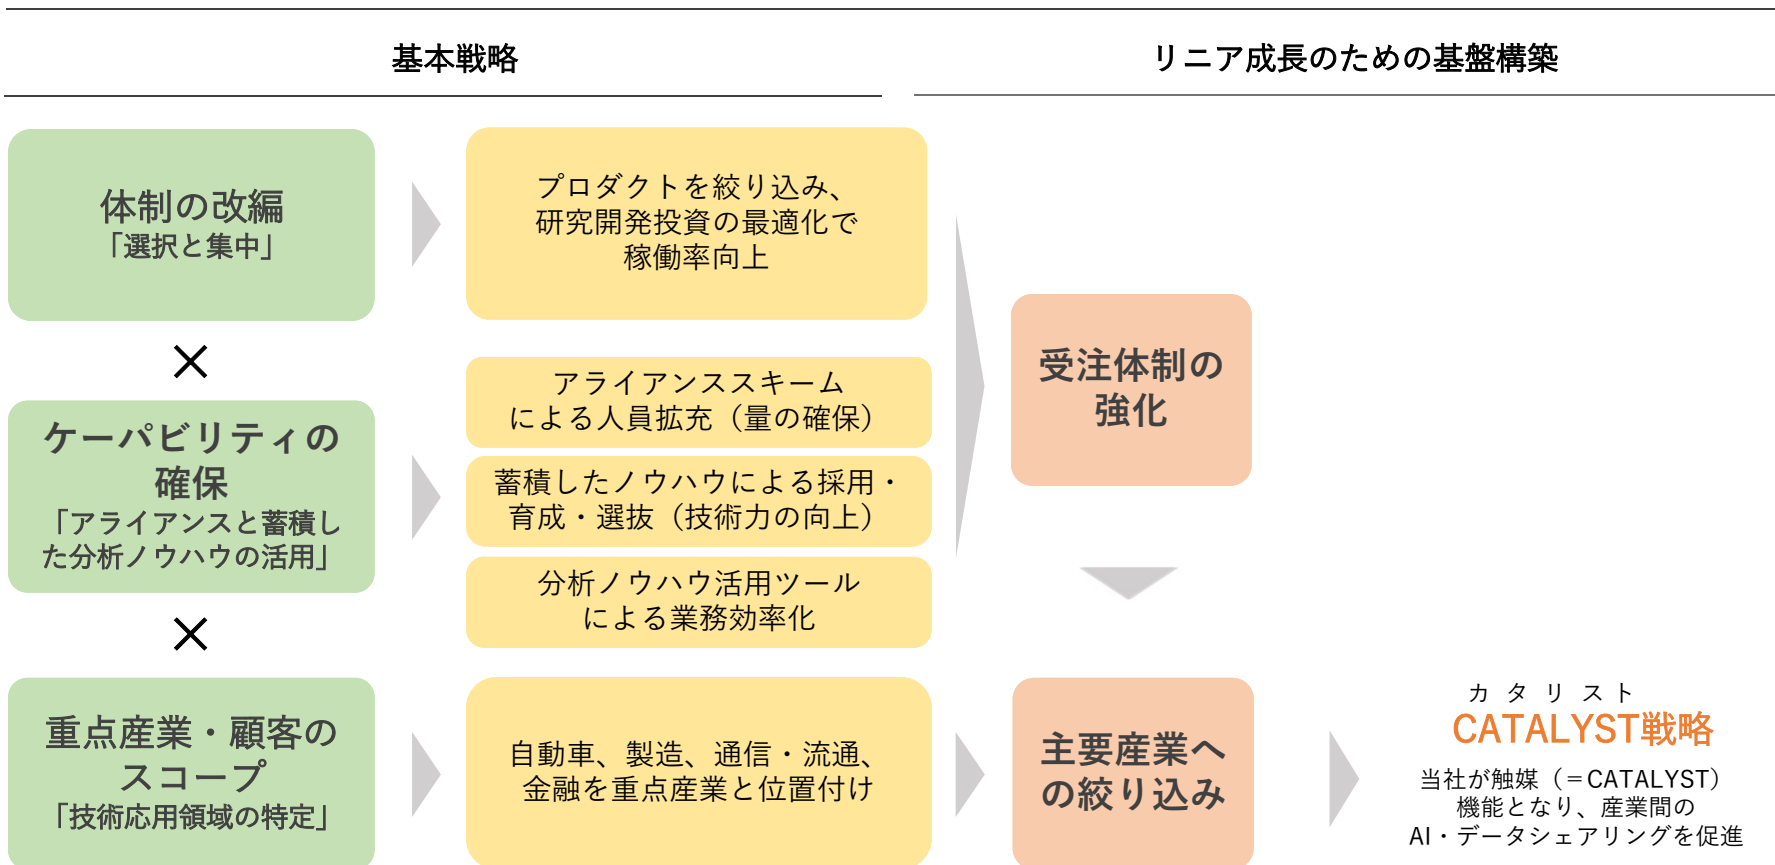 基本戦略
リニア成長のための基盤構築
体制の改編
「選択と集中」
プロダクトを絞り込み、
研究開発投資の最適化で
稼働率向上
×
ケーパビリティの
確保
「アライアンスと蓄積し
た分析ノウハウの活用」
アライアンススキーム
による人員拡充（量の確保）
蓄積したノウハウによる採用・
育成・選抜（技術力の向上）
分析ノウハウ活用ツール
による業務効率化
受注体制の
強化
×
重点産業・顧客の
スコープ
「技術応用領域の特定」
自動車、製造、通信・流通、
金融を重点産業と位置付け
主要産業へ
の絞り込み
カタリスト
CATALYST戦略
当社が触媒（＝CATALYST）
機能となり、産業間の
AI・データシェアリングを促進